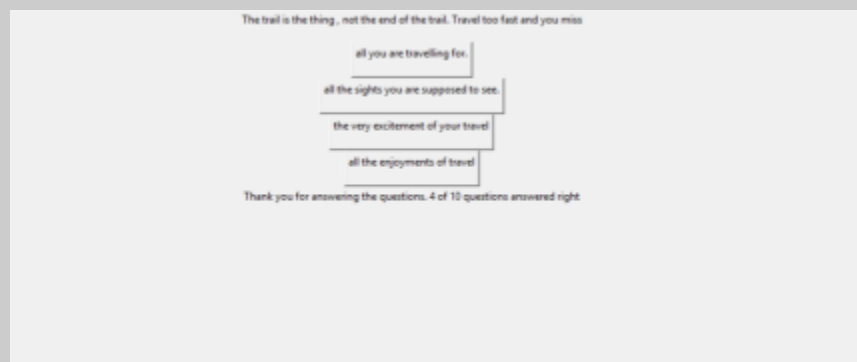 The trail is the thing , not the end of the trail. Travel too fast and you miss
all you are travelling for.
all the sights you are supposed to see.
the very excitement of your travel
all the enjoyments of travel
Thank you for answering the questions. 4 of 10 questions answered right